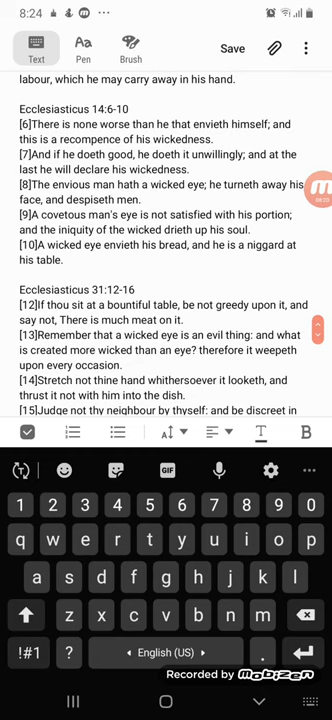 8:24
Text
Pen
Brush
Save
labour, which he may carry away in his hand.
Ecclesiasticus 14:6-10
[6]There is none worse than he that envieth himself; and
this is a recompence of his wickedness.
[7]And if he doeth good, he doeth it unwillingly; and at the
last he will declare his wickedness.
[8]The envious man hath a wicked eye; he turneth away his
face, and despiseth men.
[9]A covetous man's eye is not satisfied with his portion;
and the iniquity of the wicked drieth up his soul.
[10]A wicked eye envieth his bread, and he is a niggard at
his table.
Ecclesiasticus 31:12-16
[12]If thou sit at a bountiful table, be not greedy upon it, and
say not, There is much meat on it.
[13]Remember that a wicked eye is an evil thing: and what
is created more wicked than an eye? therefore it weepeth
upon every occasion.
[14]Stretch not thine hand whithersoever it looketh, and
thrust it not with him into the dish.
[15]Judge not thy neighbour by thyself: and be discreet in
A T B
T GIF
1 2 3 4 5 6 7 8 9 0
q w e r t y u i o p
a s d f g h j k l
z x c v b n m
!#1 ? English (US) .
Recorded by Mobizen